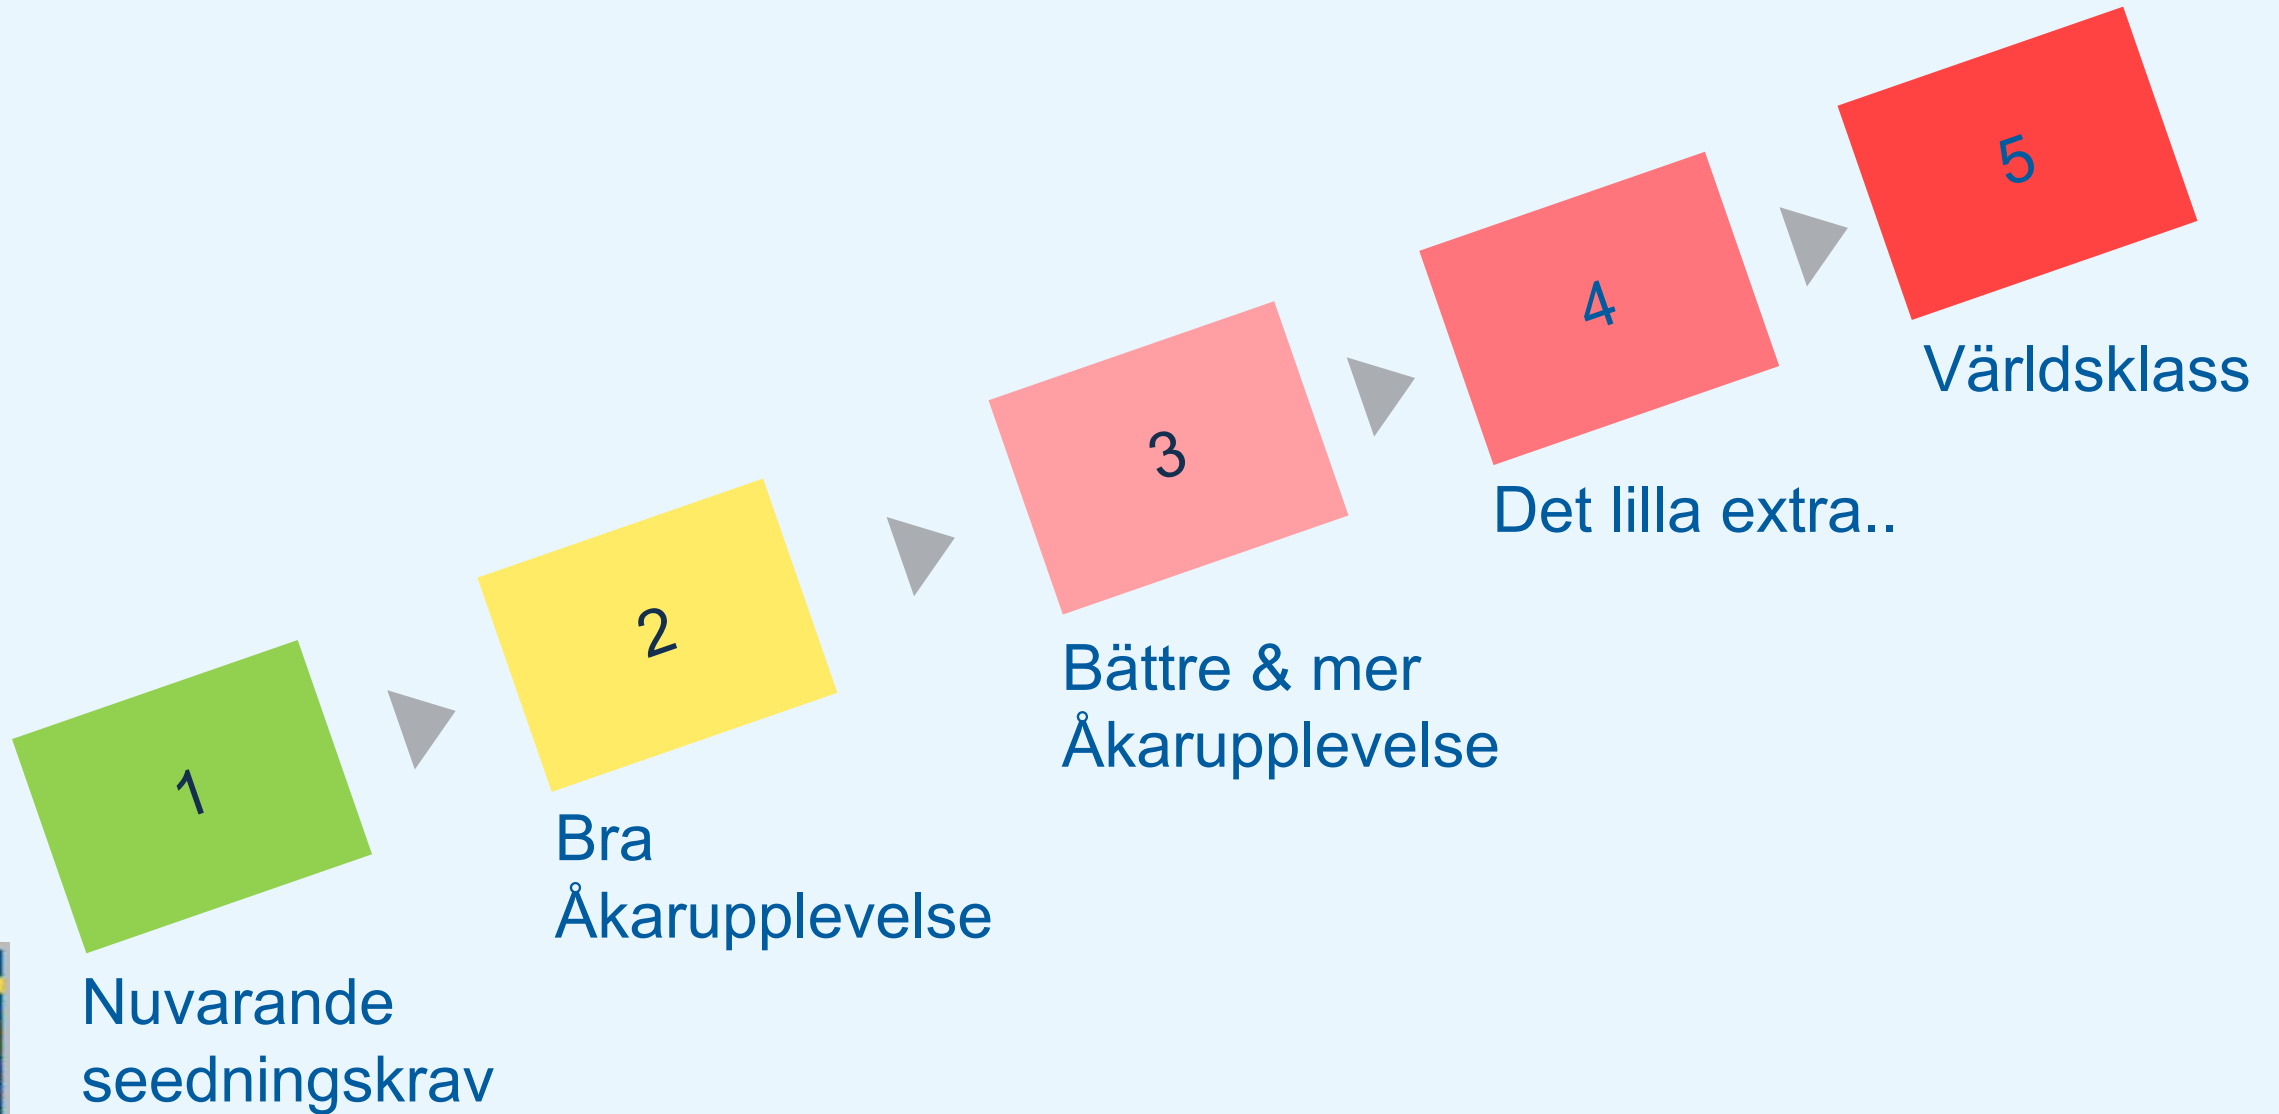 1
Nuvarande
seedningskrav
2
Bra
Åkarupplevelse
3
Bättre & mer
Åkarupplevelse
4
Det lilla extra..
5
Världsklass